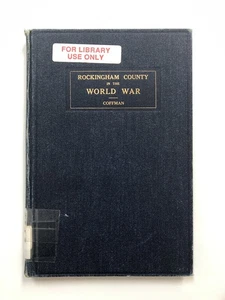 FOR LIBRARY
USE ONLY
ROCKINGHAM COUNTY
IN THE
WORLD WAR
COFFMAN